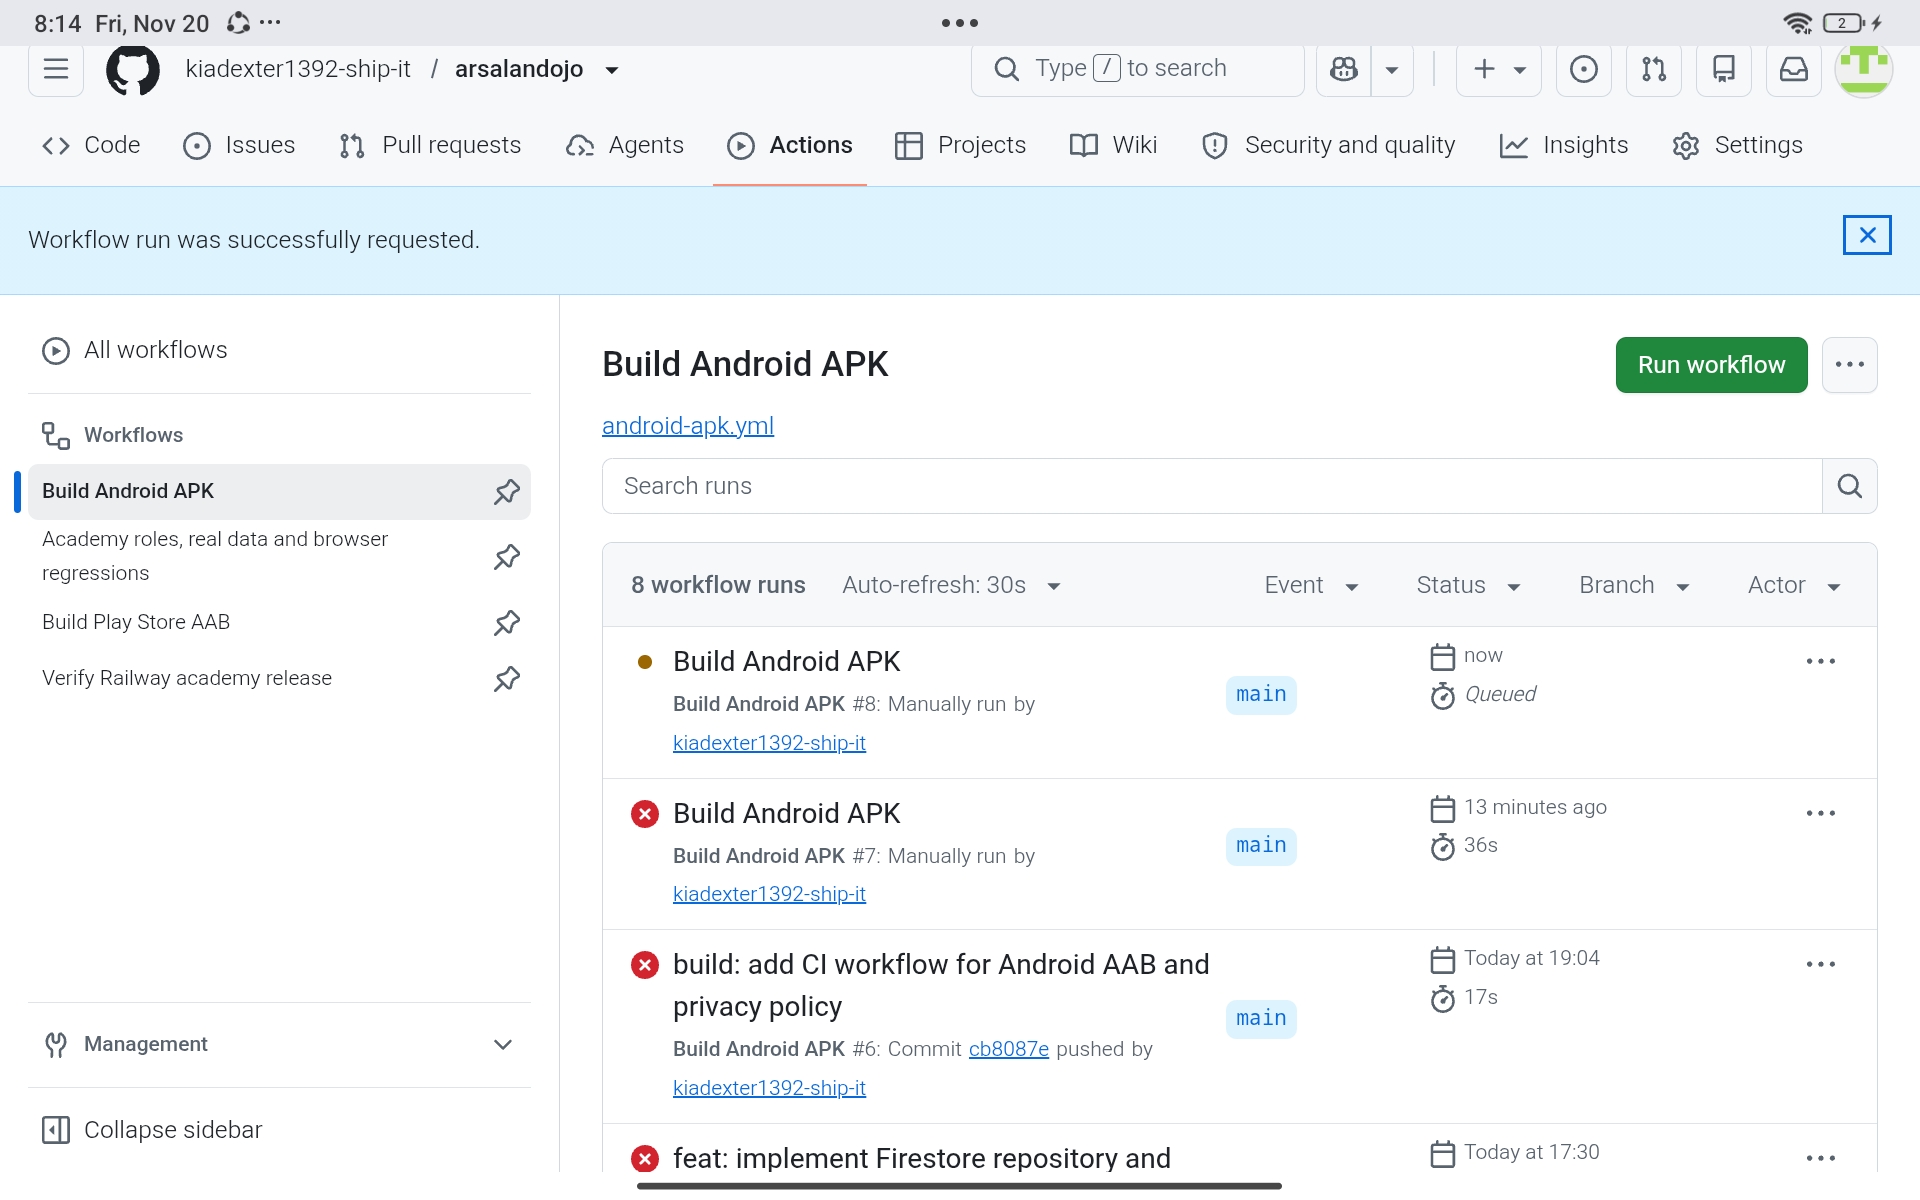 8:14 Fri, Nov 20
2
kiadexter1392-ship-it / arsalandojo
Type / to search
Code
Issues
Pull requests
Agents
Actions
Projects
Wiki
Security and quality
Insights
Settings
Workflow run was successfully requested.
All workflows
Workflows
Build Android APK
Academy roles, real data and browser
regressions
Build Play Store AAB
Verify Railway academy release
Management
Collapse sidebar
Build Android APK
Run workflow
android-apk.yml
Search runs
8 workflow runs
Auto-refresh: 30s
Event
Status
Branch
Actor
Build Android APK
Build Android APK #8: Manually run by
kiadexter1392-ship-it
main
now
Queued
Build Android APK
Build Android APK #7: Manually run by
kiadexter1392-ship-it
main
13 minutes ago
36s
build: add CI workflow for Android AAB and
privacy policy
Build Android APK #6: Commit cb8087e pushed by
kiadexter1392-ship-it
main
Today at 19:04
17s
feat: implement Firestore repository and
Today at 17:30